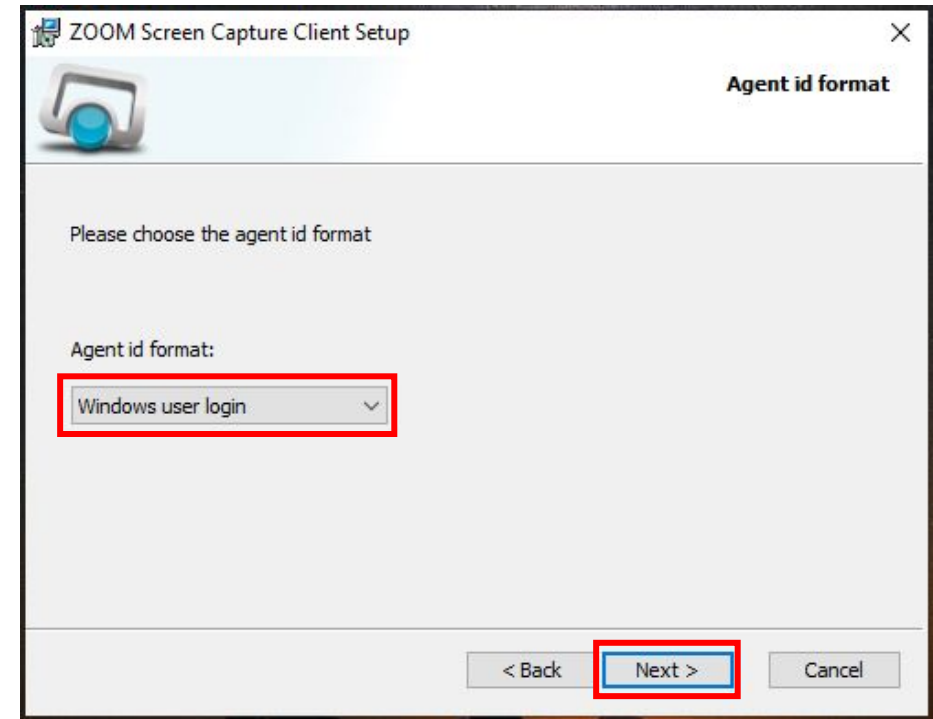 ZOOM Screen Capture Client Setup
Agent id format
Please choose the agent id format
Agent id format:
Windows user login
< Back
Next >
Cancel